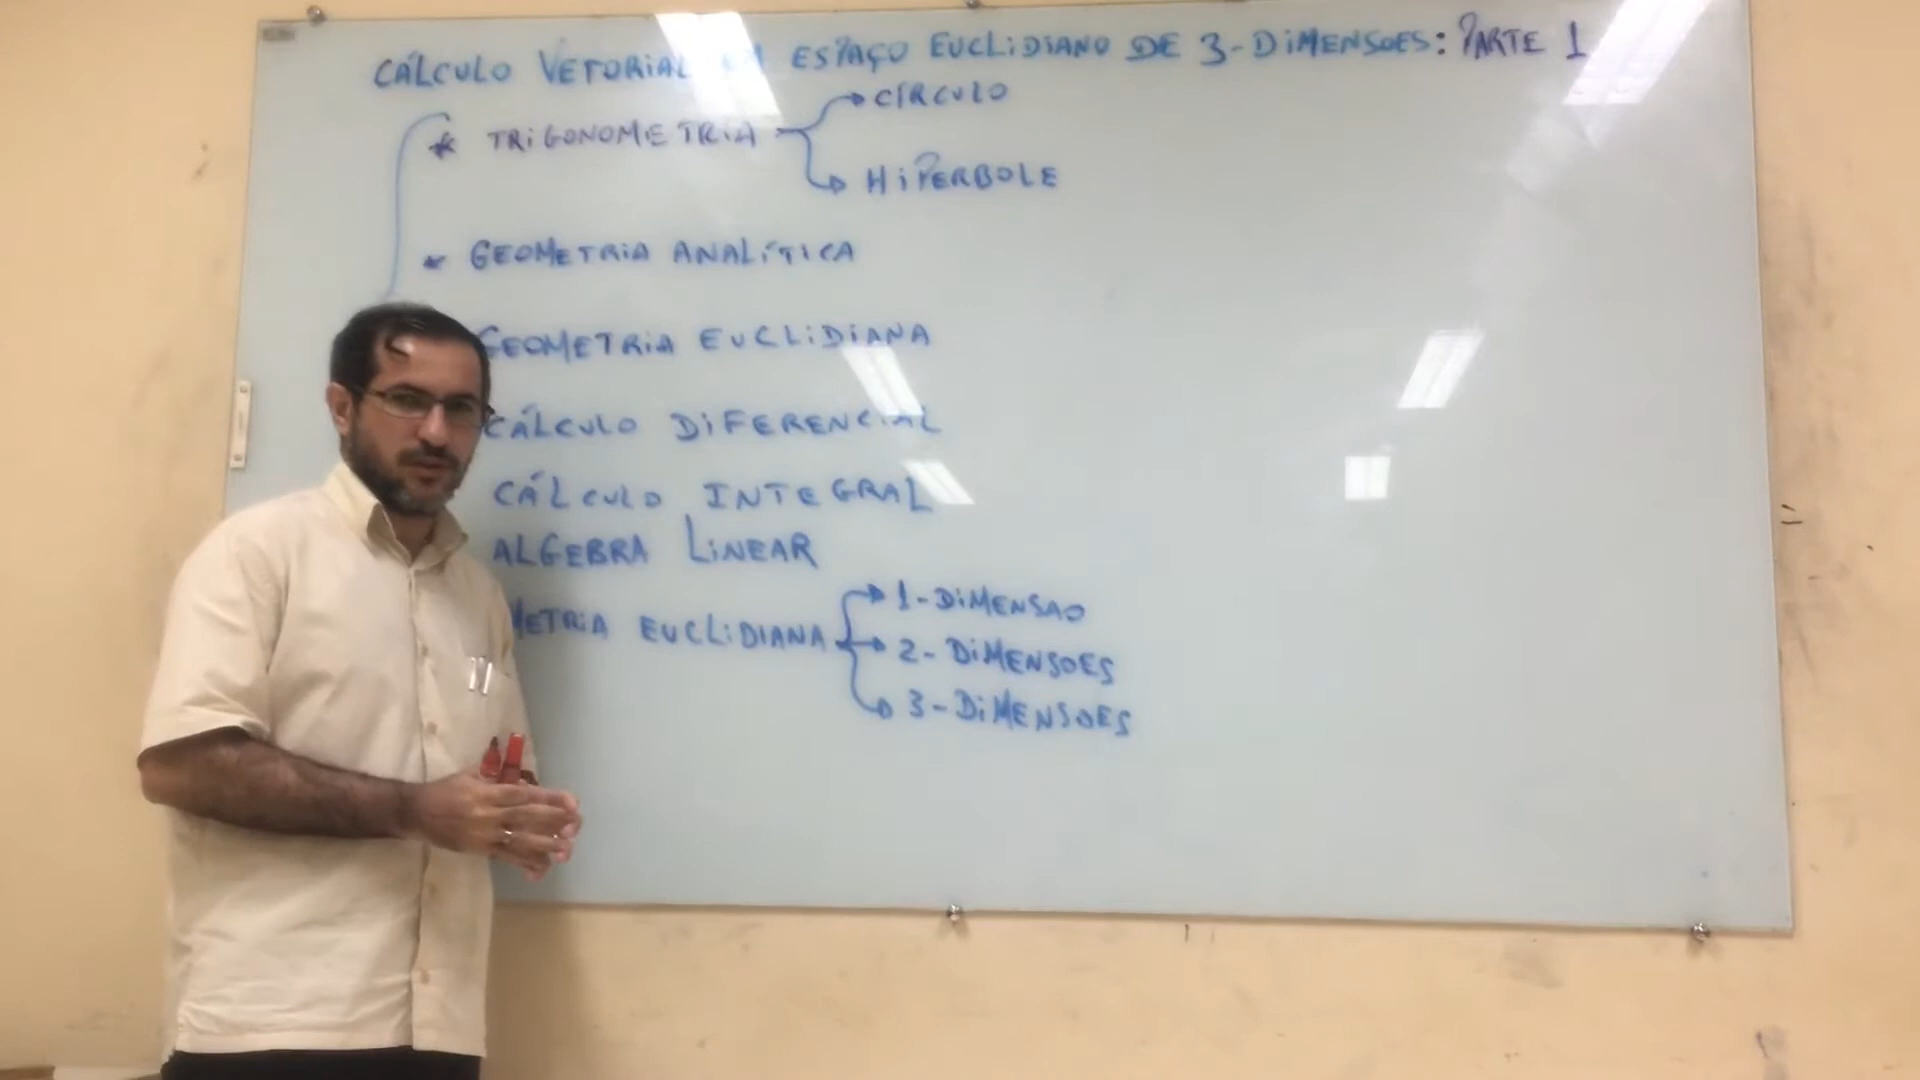 CÁLCULO VETORIAL EM ESPAÇO EUCLIDIANO DE 3-DIMENSOES: PARTE 1
* TRIGONOMETRIA
CÍRCULO
HIPERBOLE
* GEOMETRIA ANALÍTICA
GEOMETRIA EUCLIDIANA
CÁLCULO DIFERENCIAL
CÁLCULO INTEGRAL
ALGEBRA LINEAR
METRIA EUCLIDIANA
1-DIMENSAO
2-DIMENSOES
3-DIMENSOES